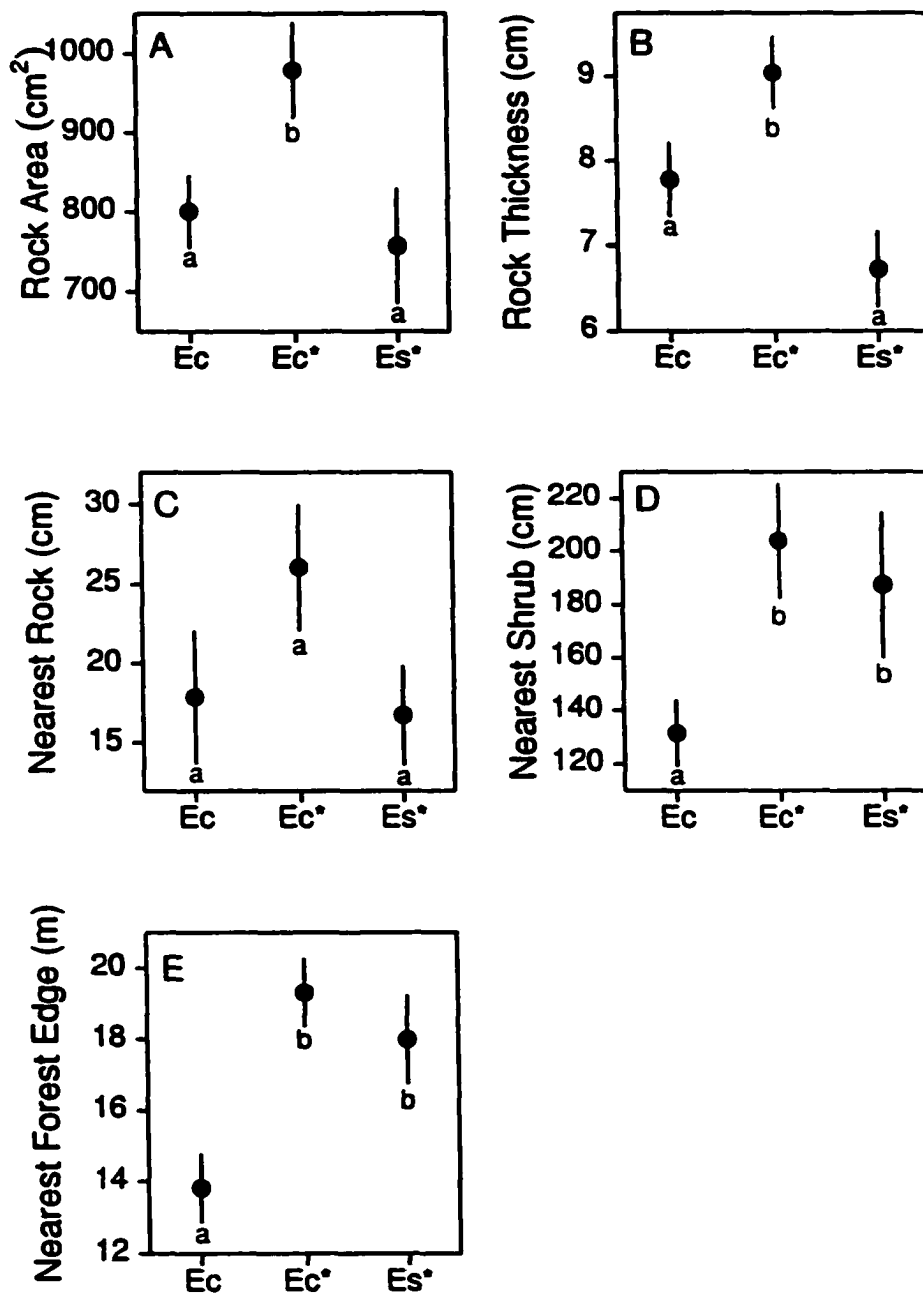 A
Rock Area (cm²)
1000
900
800
700
a
b
a
Ec
Ec*
Es*
B
Rock Thickness (cm)
9
8
7
6
a
b
a
Ec
Ec*
Es*
C
Nearest Rock (cm)
30
25
20
15
a
a
a
Ec
Ec*
Es*
D
Nearest Shrub (cm)
220
200
180
160
140
120
a
b
b
Ec
Ec*
Es*
E
Nearest Forest Edge (m)
20
18
16
14
12
a
b
b
Ec
Ec*
Es*